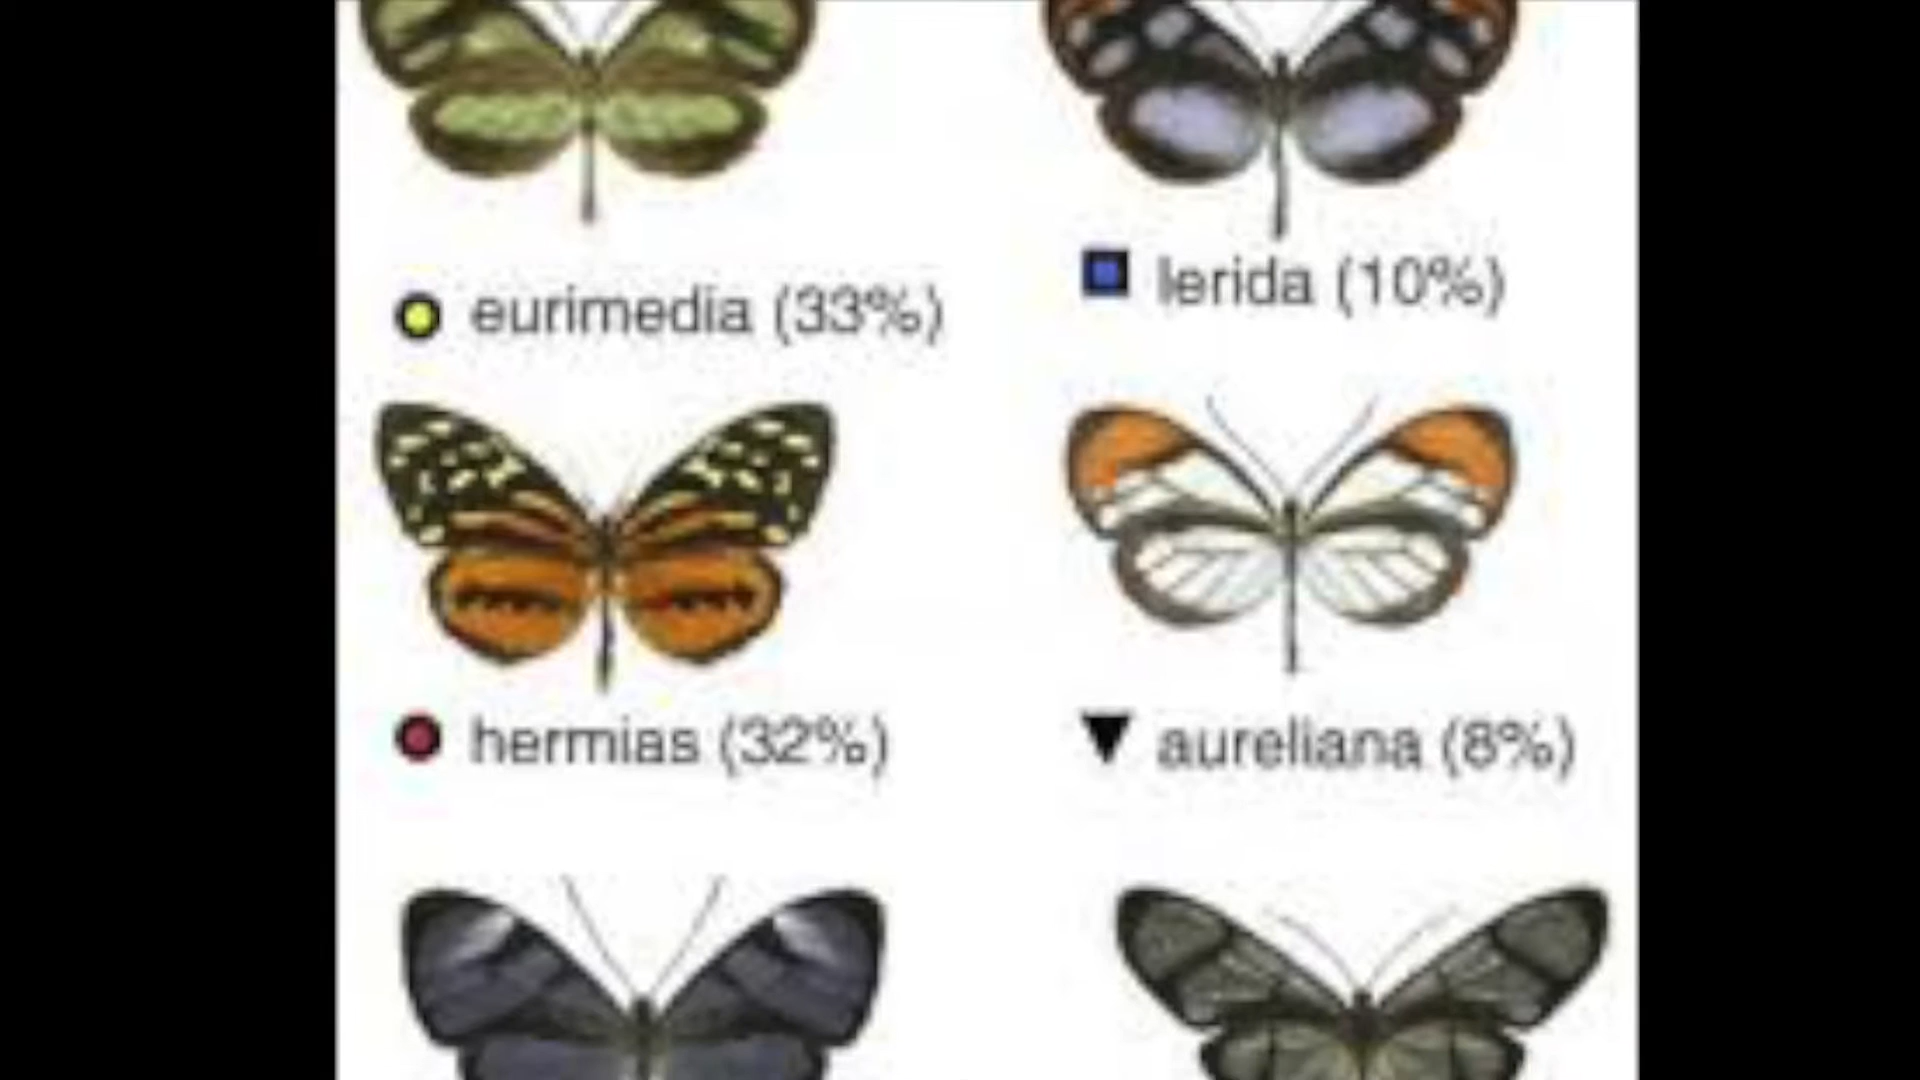 eurimedia (33%)
lerida (10%)
hermias (32%)
aureliana (8%)